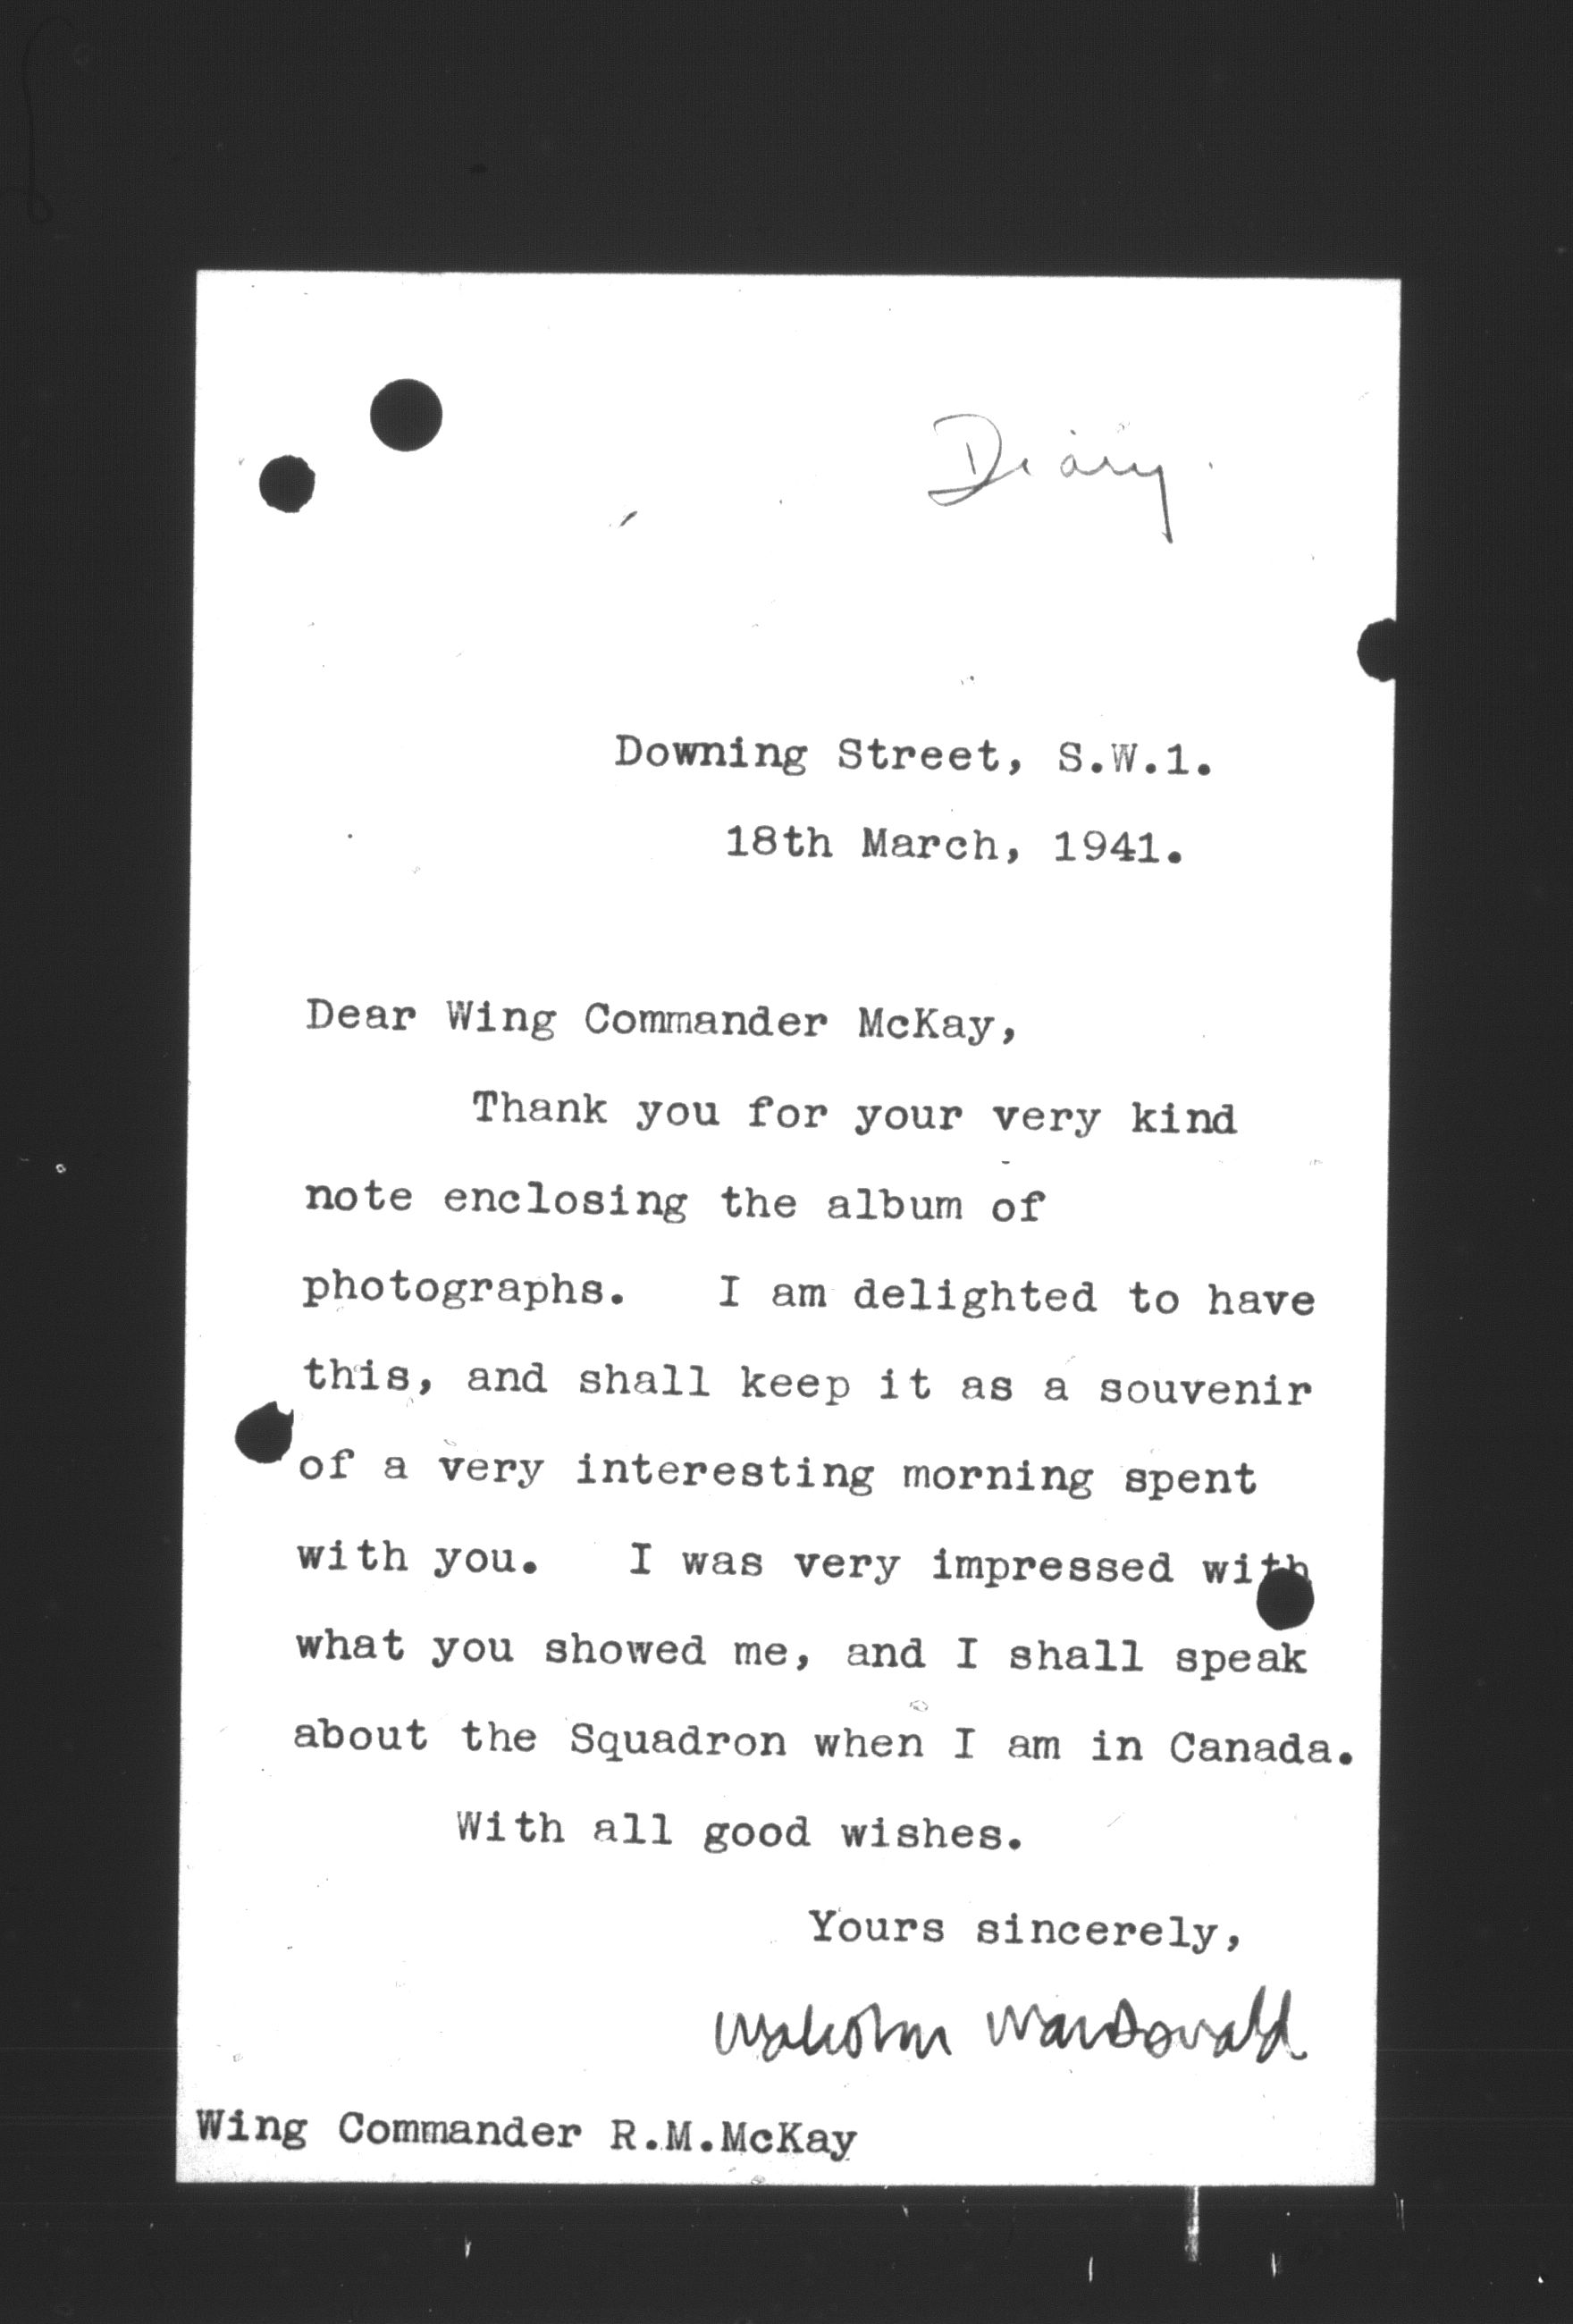 Diary.
Downing Street, S.W.1.
18th March, 1941.
Dear Wing Commander McKay,
Thank you for your very kind
note enclosing the album of
photographs. I am delighted to have
this, and shall keep it as a souvenir
of a very interesting morning spent
with you. I was very impressed with
what you showed me, and I shall speak
about the Squadron when I am in Canada.
With all good wishes.
Yours sincerely,
Malcolm MacDonald
Wing Commander R.M.McKay